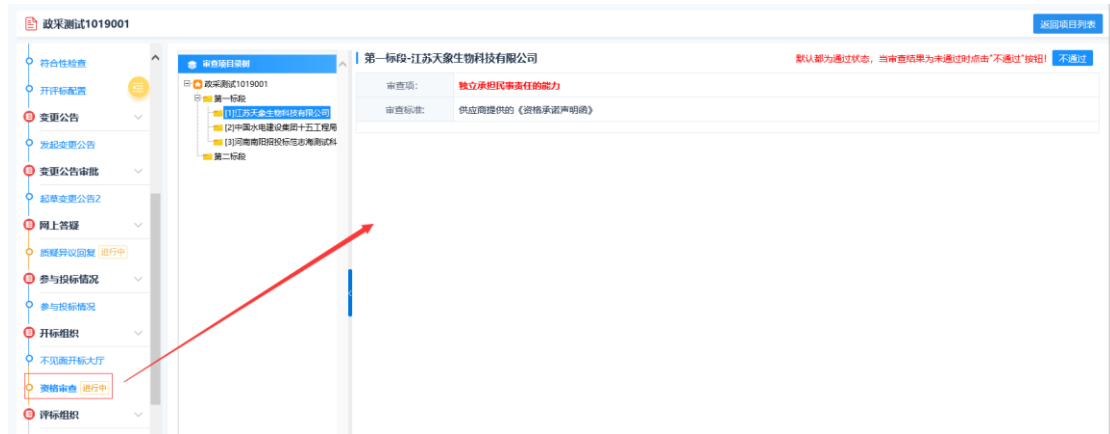 政采测试1019001
返回项目列表
符合性检查
开评标配置
变更公告
发起变更公告
变更公告审批
起草变更公告2
网上答疑
质疑异议回复 进行中
参与投标情况
参与投标情况
开标组织
不见面开标大厅
资格审查 进行中
评标组织
审查项目录树
政采测试1019001
第一标段
[1]江苏天象生物科技有限公司
[2]中国水电建设集团十五工程局
[3]河南南阳招投标范志海测试科
第二标段
第一标段-江苏天象生物科技有限公司
默认都为通过状态，当审查结果为未通过时点击"不通过"按钮！ 不通过
审查项： 独立承担民事责任的能力
审查标准： 供应商提供的《资格承诺声明函》